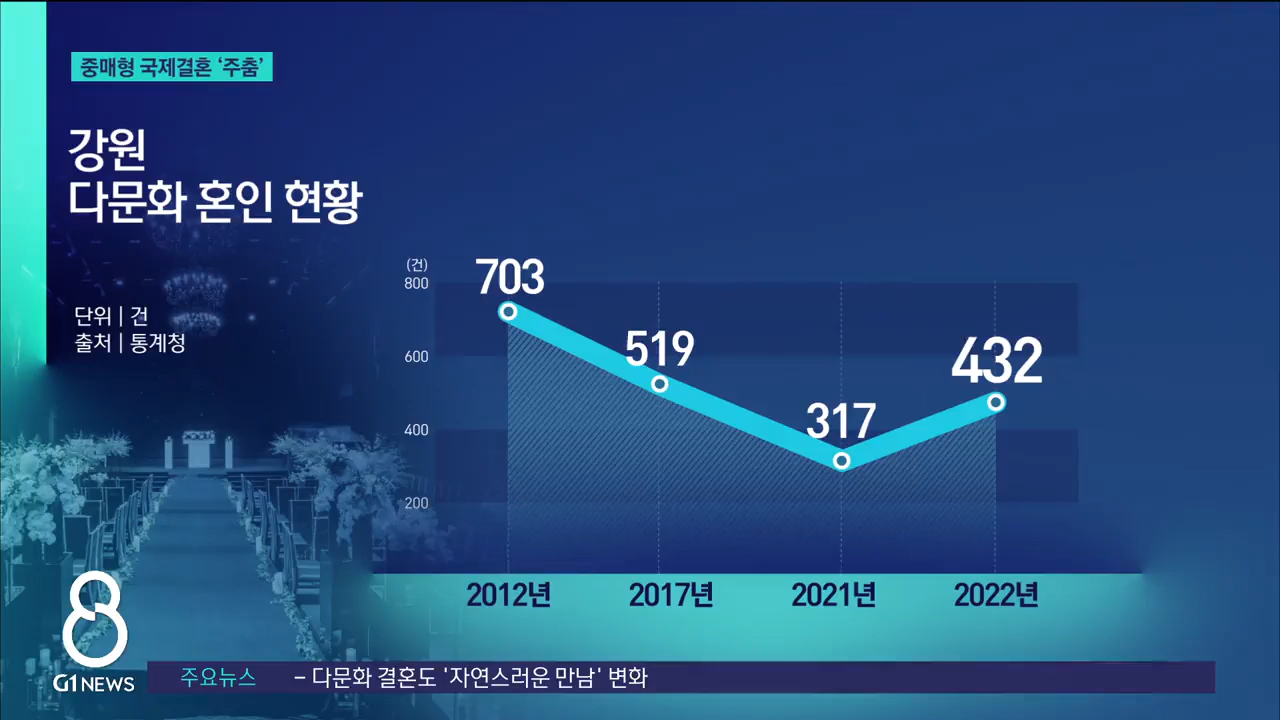 중매형 국제결혼 ‘주춤’
강원
다문화 혼인 현황
단위 | 건
출처 | 통계청
(건)
800
600
400
200
703
519
317
432
2012년 2017년 2021년 2022년
8
G1 NEWS
주요뉴스 – 다문화 결혼도 '자연스러운 만남' 변화